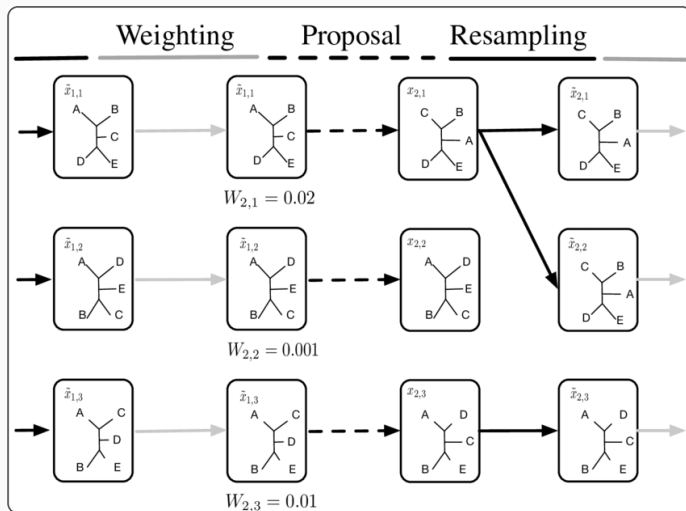 Weighting Proposal Resampling
x̃₁,₁ x̃₁,₁ x₂,₁ x̃₂,₁
A B A B C B C B
C C A A
D E D E D E D E
W₂,₁ = 0.02
x̃₁,₂ x̃₁,₂ x₂,₂ x̃₂,₂
A D A D A D C B
E E E A
B C B C B C D E
W₂,₂ = 0.001
x̃₁,₃ x̃₁,₃ x₂,₃ x̃₂,₃
A C A C A D A D
D D C C
B E B E B E B E
W₂,₃ = 0.01